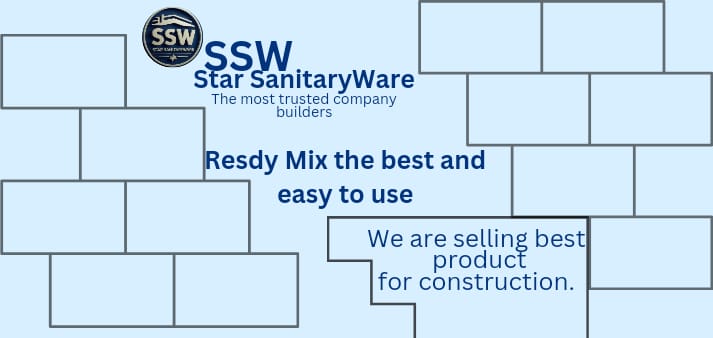 SSW
SSW
Star SanitaryWare
The most trusted company
builders
Resdy Mix the best and
easy to use
We are selling best
product
for construction.